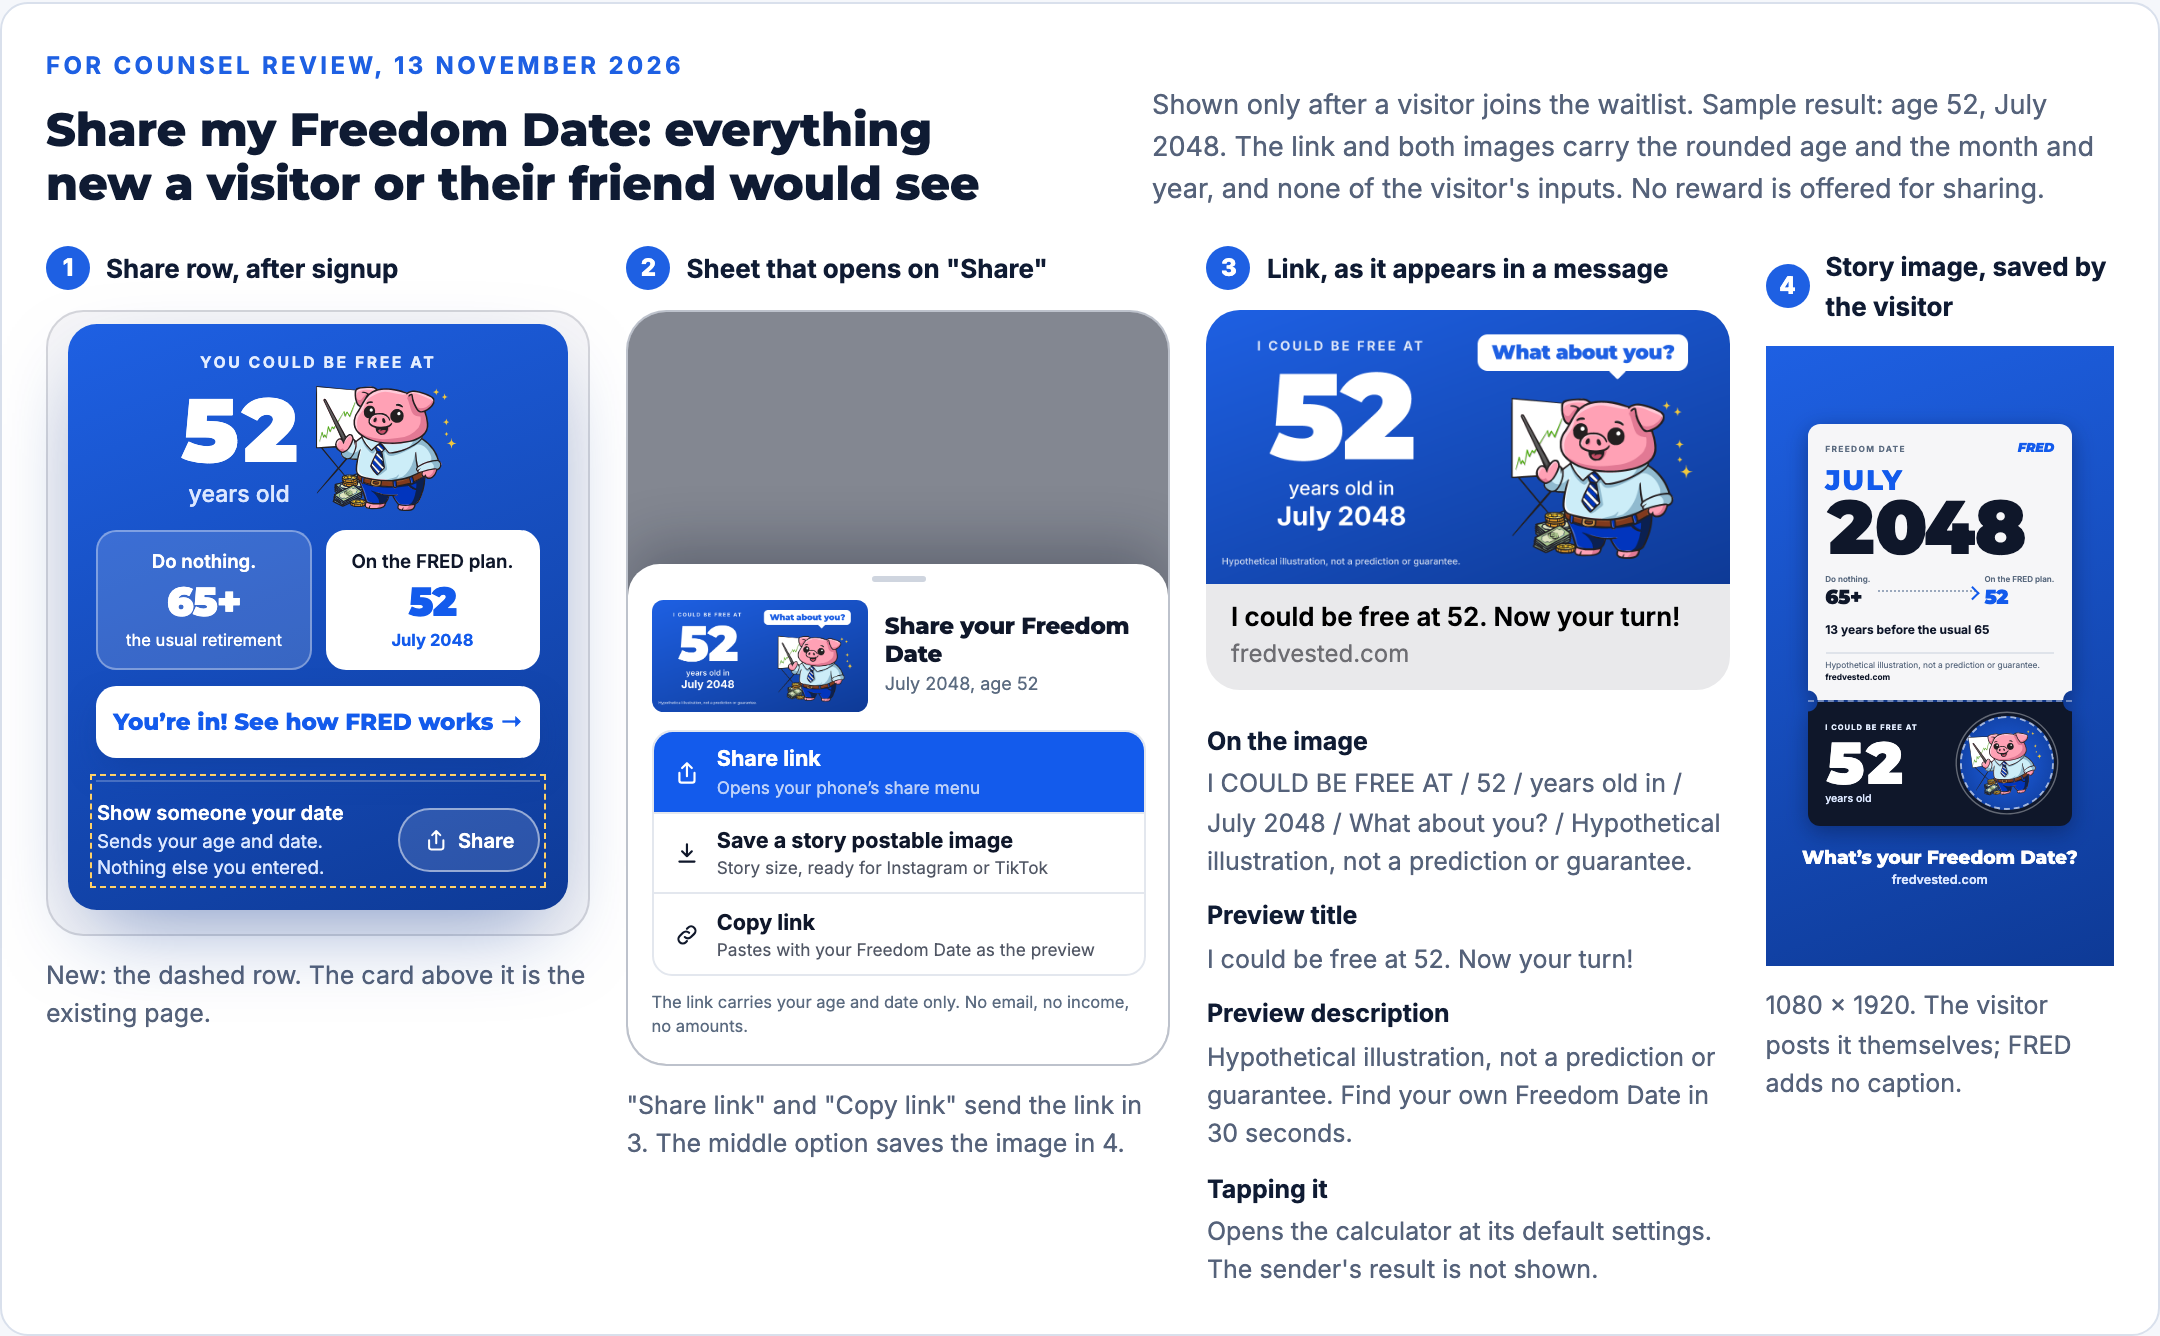 FOR COUNSEL REVIEW, 13 NOVEMBER 2026
Share my Freedom Date: everything
new a visitor or their friend would see
Shown only after a visitor joins the waitlist. Sample result: age 52, July
2048. The link and both images carry the rounded age and the month and
year, and none of the visitor's inputs. No reward is offered for sharing.
1 Share row, after signup
YOU COULD BE FREE AT
52
years old
Do nothing.
65+
the usual retirement
On the FRED plan.
52
July 2048
You’re in! See how FRED works →
Show someone your date
Sends your age and date.
Nothing else you entered.
Share
New: the dashed row. The card above it is the
existing page.
2 Sheet that opens on "Share"
I COULD BE FREE AT
52
years old in
July 2048
What about you?
Hypothetical illustration, not a prediction or guarantee.
Share your Freedom
Date
July 2048, age 52
Share link
Opens your phone’s share menu
Save a story postable image
Story size, ready for Instagram or TikTok
Copy link
Pastes with your Freedom Date as the preview
The link carries your age and date only. No email, no income,
no amounts.
"Share link" and "Copy link" send the link in
3. The middle option saves the image in 4.
3 Link, as it appears in a message
I COULD BE FREE AT
52
years old in
July 2048
What about you?
Hypothetical illustration, not a prediction or guarantee.
I could be free at 52. Now your turn!
fredvested.com
On the image
I COULD BE FREE AT / 52 / years old in /
July 2048 / What about you? / Hypothetical
illustration, not a prediction or guarantee.
Preview title
I could be free at 52. Now your turn!
Preview description
Hypothetical illustration, not a prediction or
guarantee. Find your own Freedom Date in
30 seconds.
Tapping it
Opens the calculator at its default settings.
The sender's result is not shown.
4 Story image, saved by
the visitor
FREEDOM DATE
FRED
JULY
2048
Do nothing.
65+
On the FRED plan.
52
13 years before the usual 65
Hypothetical illustration, not a prediction or guarantee.
fredvested.com
I COULD BE FREE AT
52
years old
What’s your Freedom Date?
fredvested.com
1080 × 1920. The visitor
posts it themselves; FRED
adds no caption.